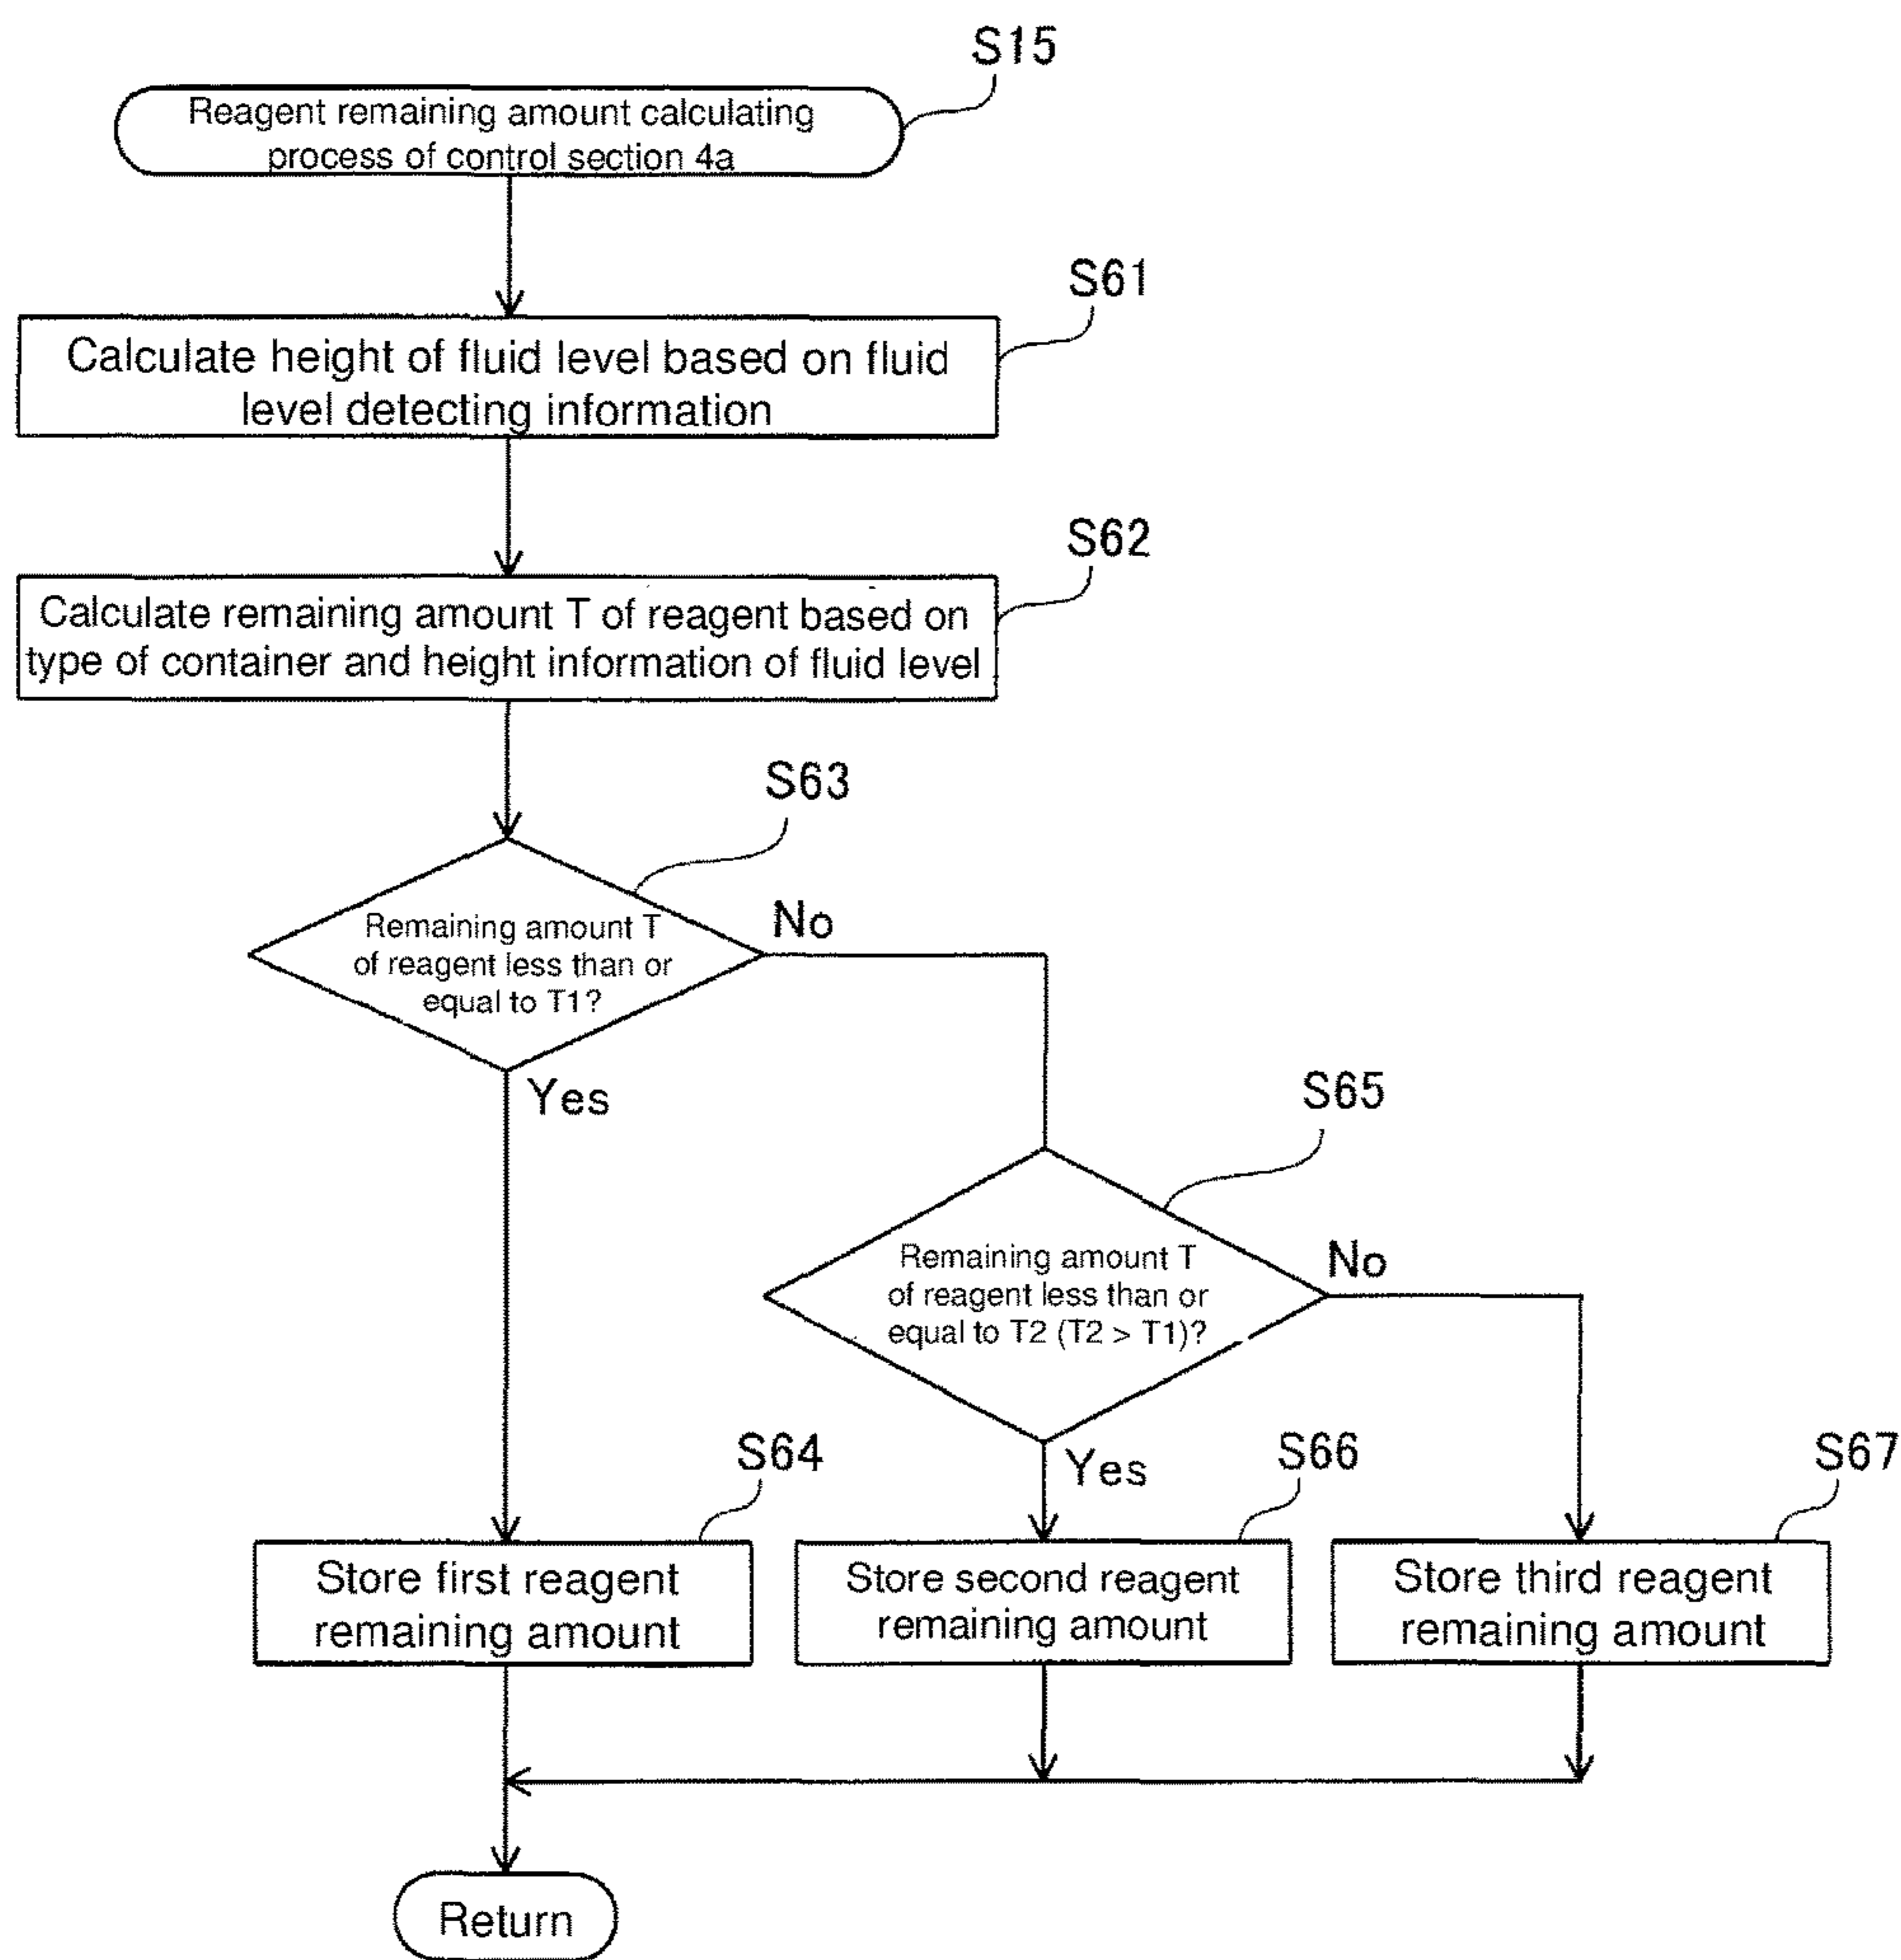 S15
Reagent remaining amount calculating
process of control section 4a
S61
Calculate height of fluid level based on fluid
level detecting information
S62
Calculate remaining amount T of reagent based on
type of container and height information of fluid level
S63
Remaining amount T
of reagent less than or
equal to T1?
No
Yes
S65
Remaining amount T
of reagent less than or
equal to T2 (T2 > T1)?
No
Yes
S64
Store first reagent
remaining amount
S66
Store second reagent
remaining amount
S67
Store third reagent
remaining amount
Return